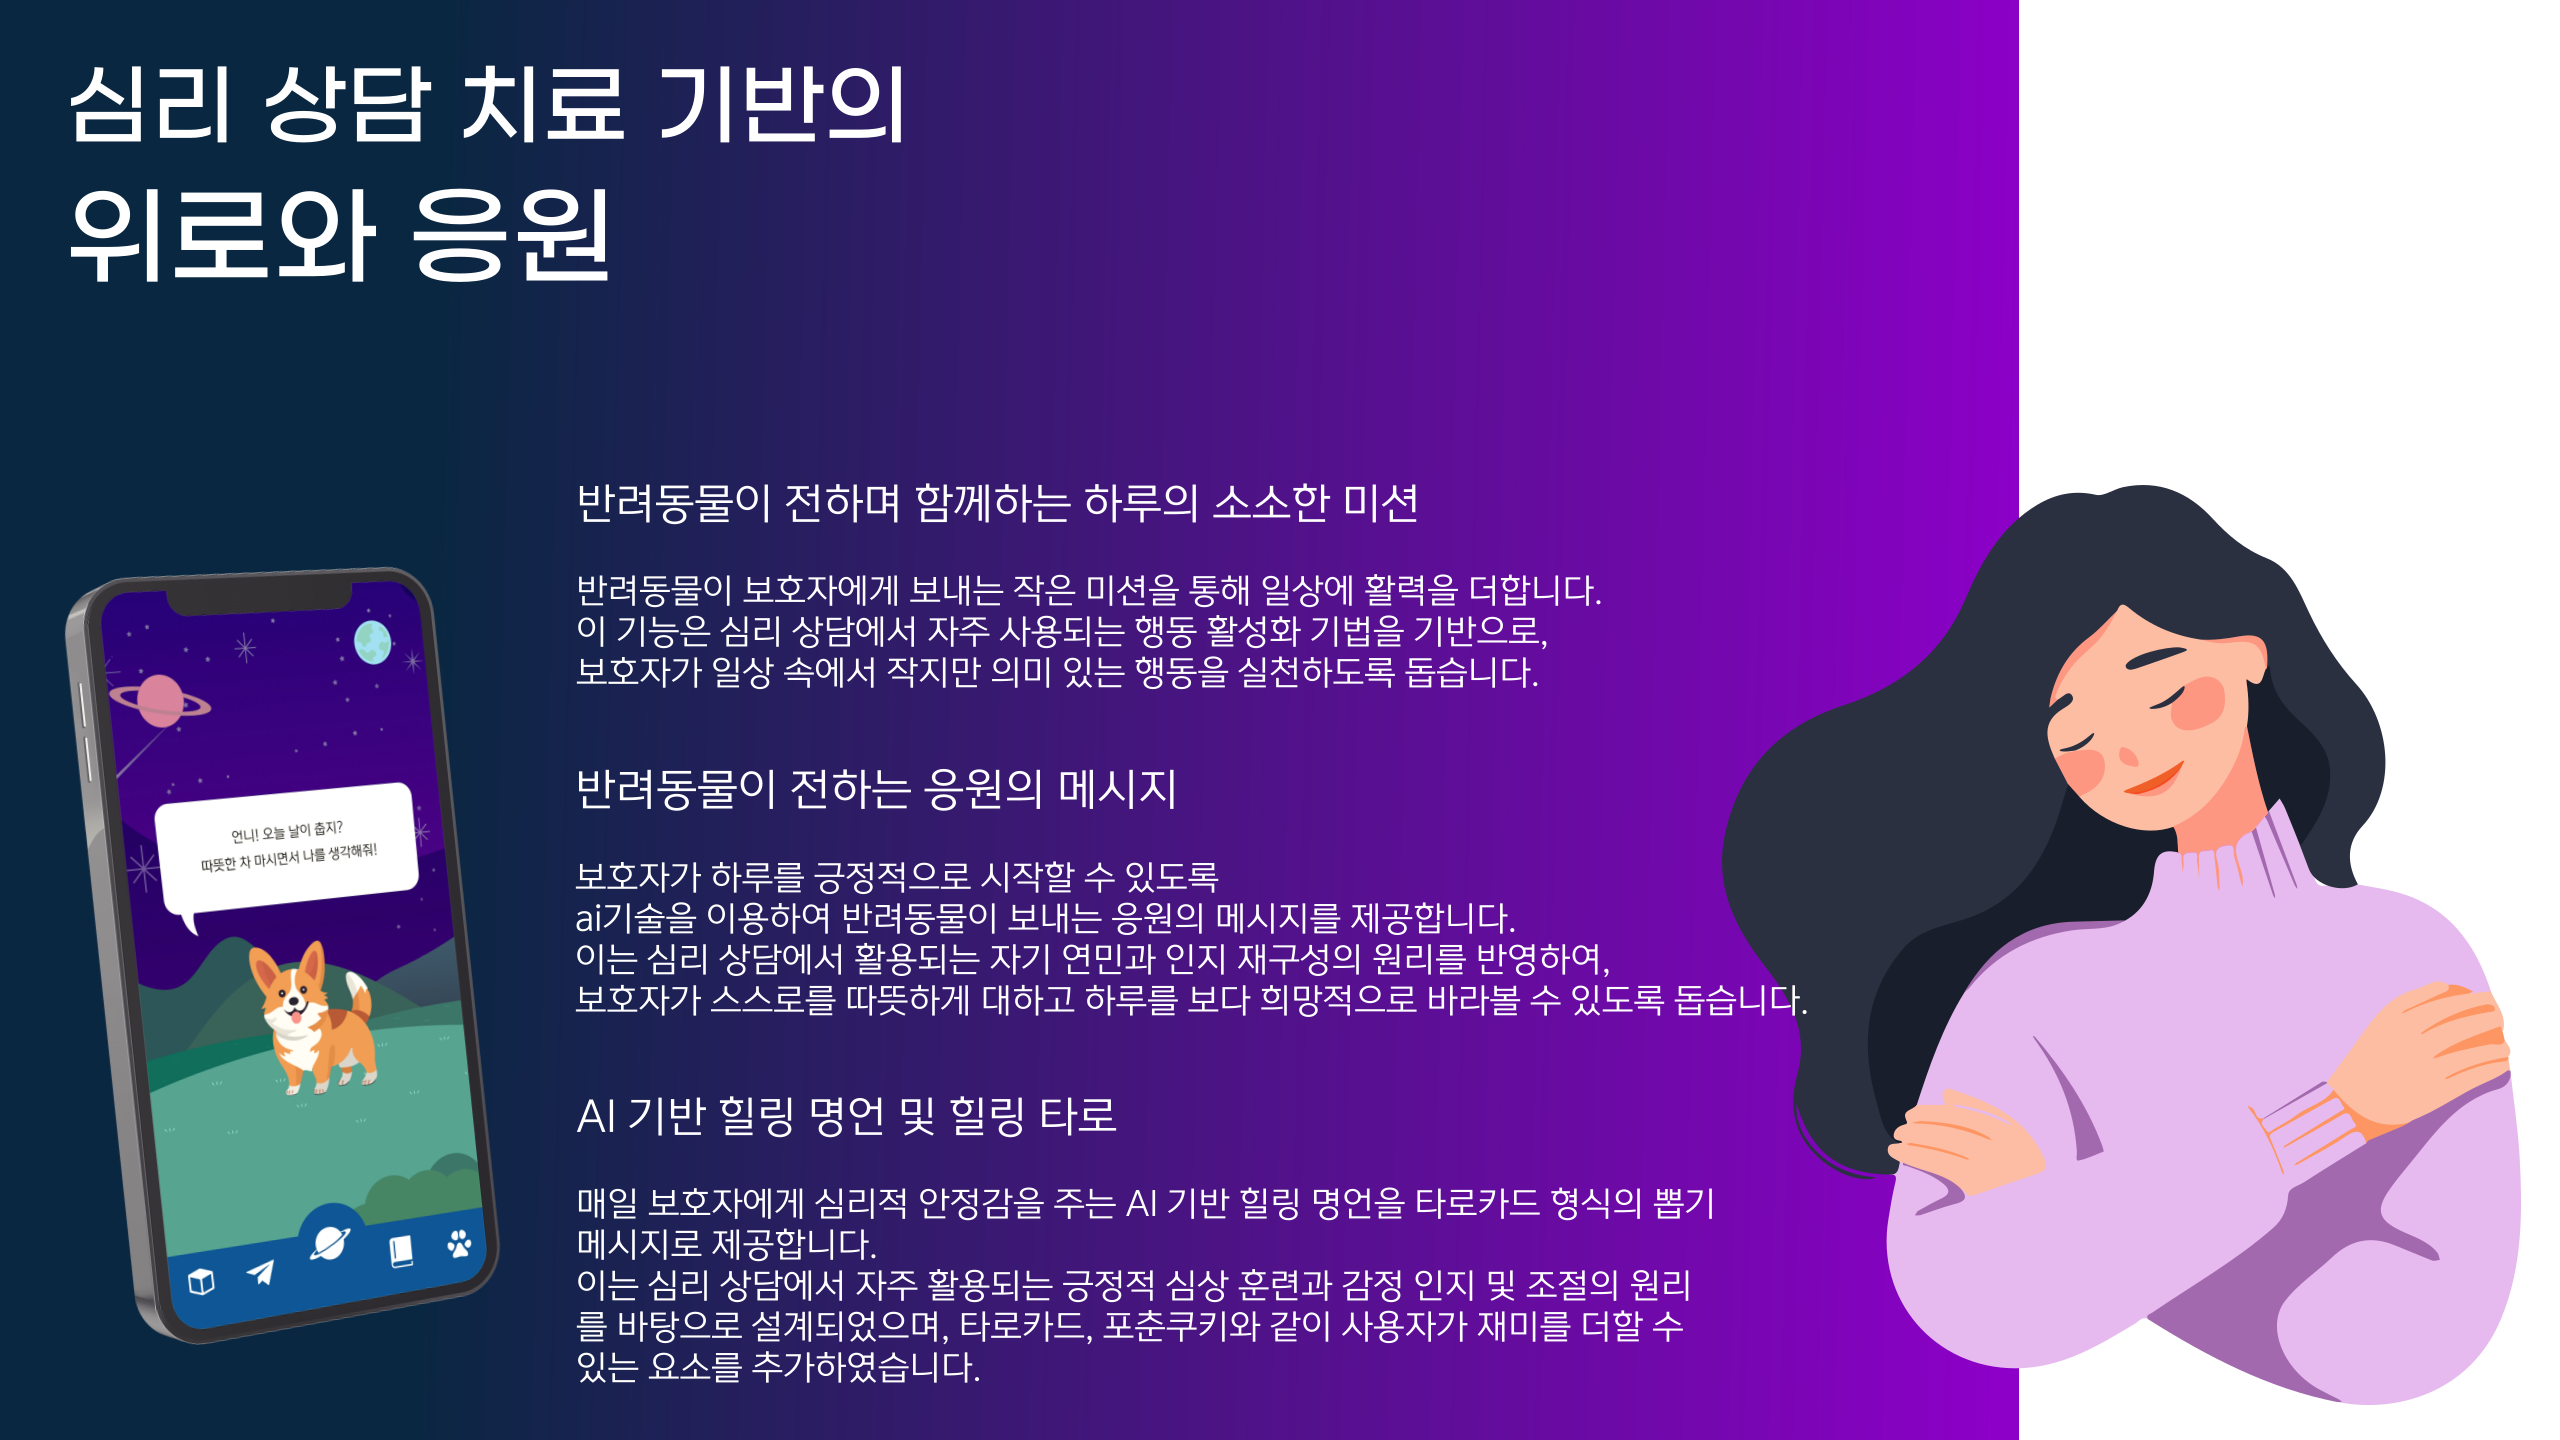 심리 상담 치료 기반의
위로와 응원
반려동물이 전하며 함께하는 하루의 소소한 미션
반려동물이 보호자에게 보내는 작은 미션을 통해 일상에 활력을 더합니다.
이 기능은 심리 상담에서 자주 사용되는 행동 활성화 기법을 기반으로,
보호자가 일상 속에서 작지만 의미 있는 행동을 실천하도록 돕습니다.
반려동물이 전하는 응원의 메시지
보호자가 하루를 긍정적으로 시작할 수 있도록
ai기술을 이용하여 반려동물이 보내는 응원의 메시지를 제공합니다.
이는 심리 상담에서 활용되는 자기 연민과 인지 재구성의 원리를 반영하여,
보호자가 스스로를 따뜻하게 대하고 하루를 보다 희망적으로 바라볼 수 있도록 돕습니다.
AI 기반 힐링 명언 및 힐링 타로
매일 보호자에게 심리적 안정감을 주는 AI 기반 힐링 명언을 타로카드 형식의 뽑기
메시지로 제공합니다.
이는 심리 상담에서 자주 활용되는 긍정적 심상 훈련과 감정 인지 및 조절의 원리
를 바탕으로 설계되었으며, 타로카드, 포춘쿠키와 같이 사용자가 재미를 더할 수
있는 요소를 추가하였습니다.
언니! 오늘 날이 춥지?
따뜻한 차 마시면서 나를 생각해줘!